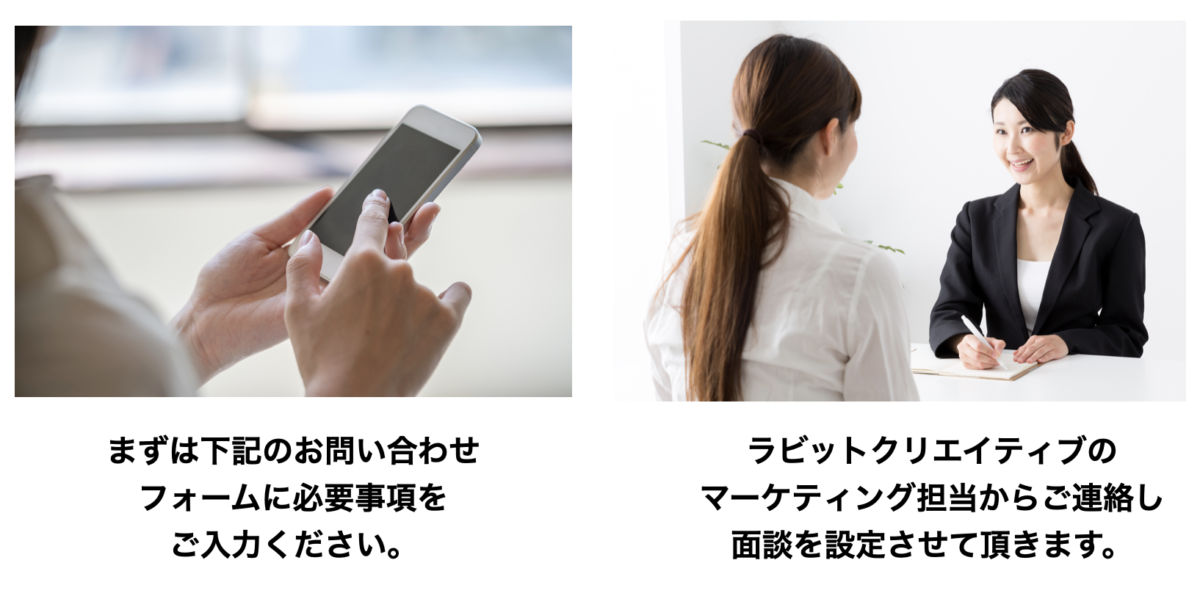 まずは下記のお問い合わせ
フォームに必要事項を
ご入力ください。
ラビットクリエイティブの
マーケティング担当からご連絡し
面談を設定させて頂きます。